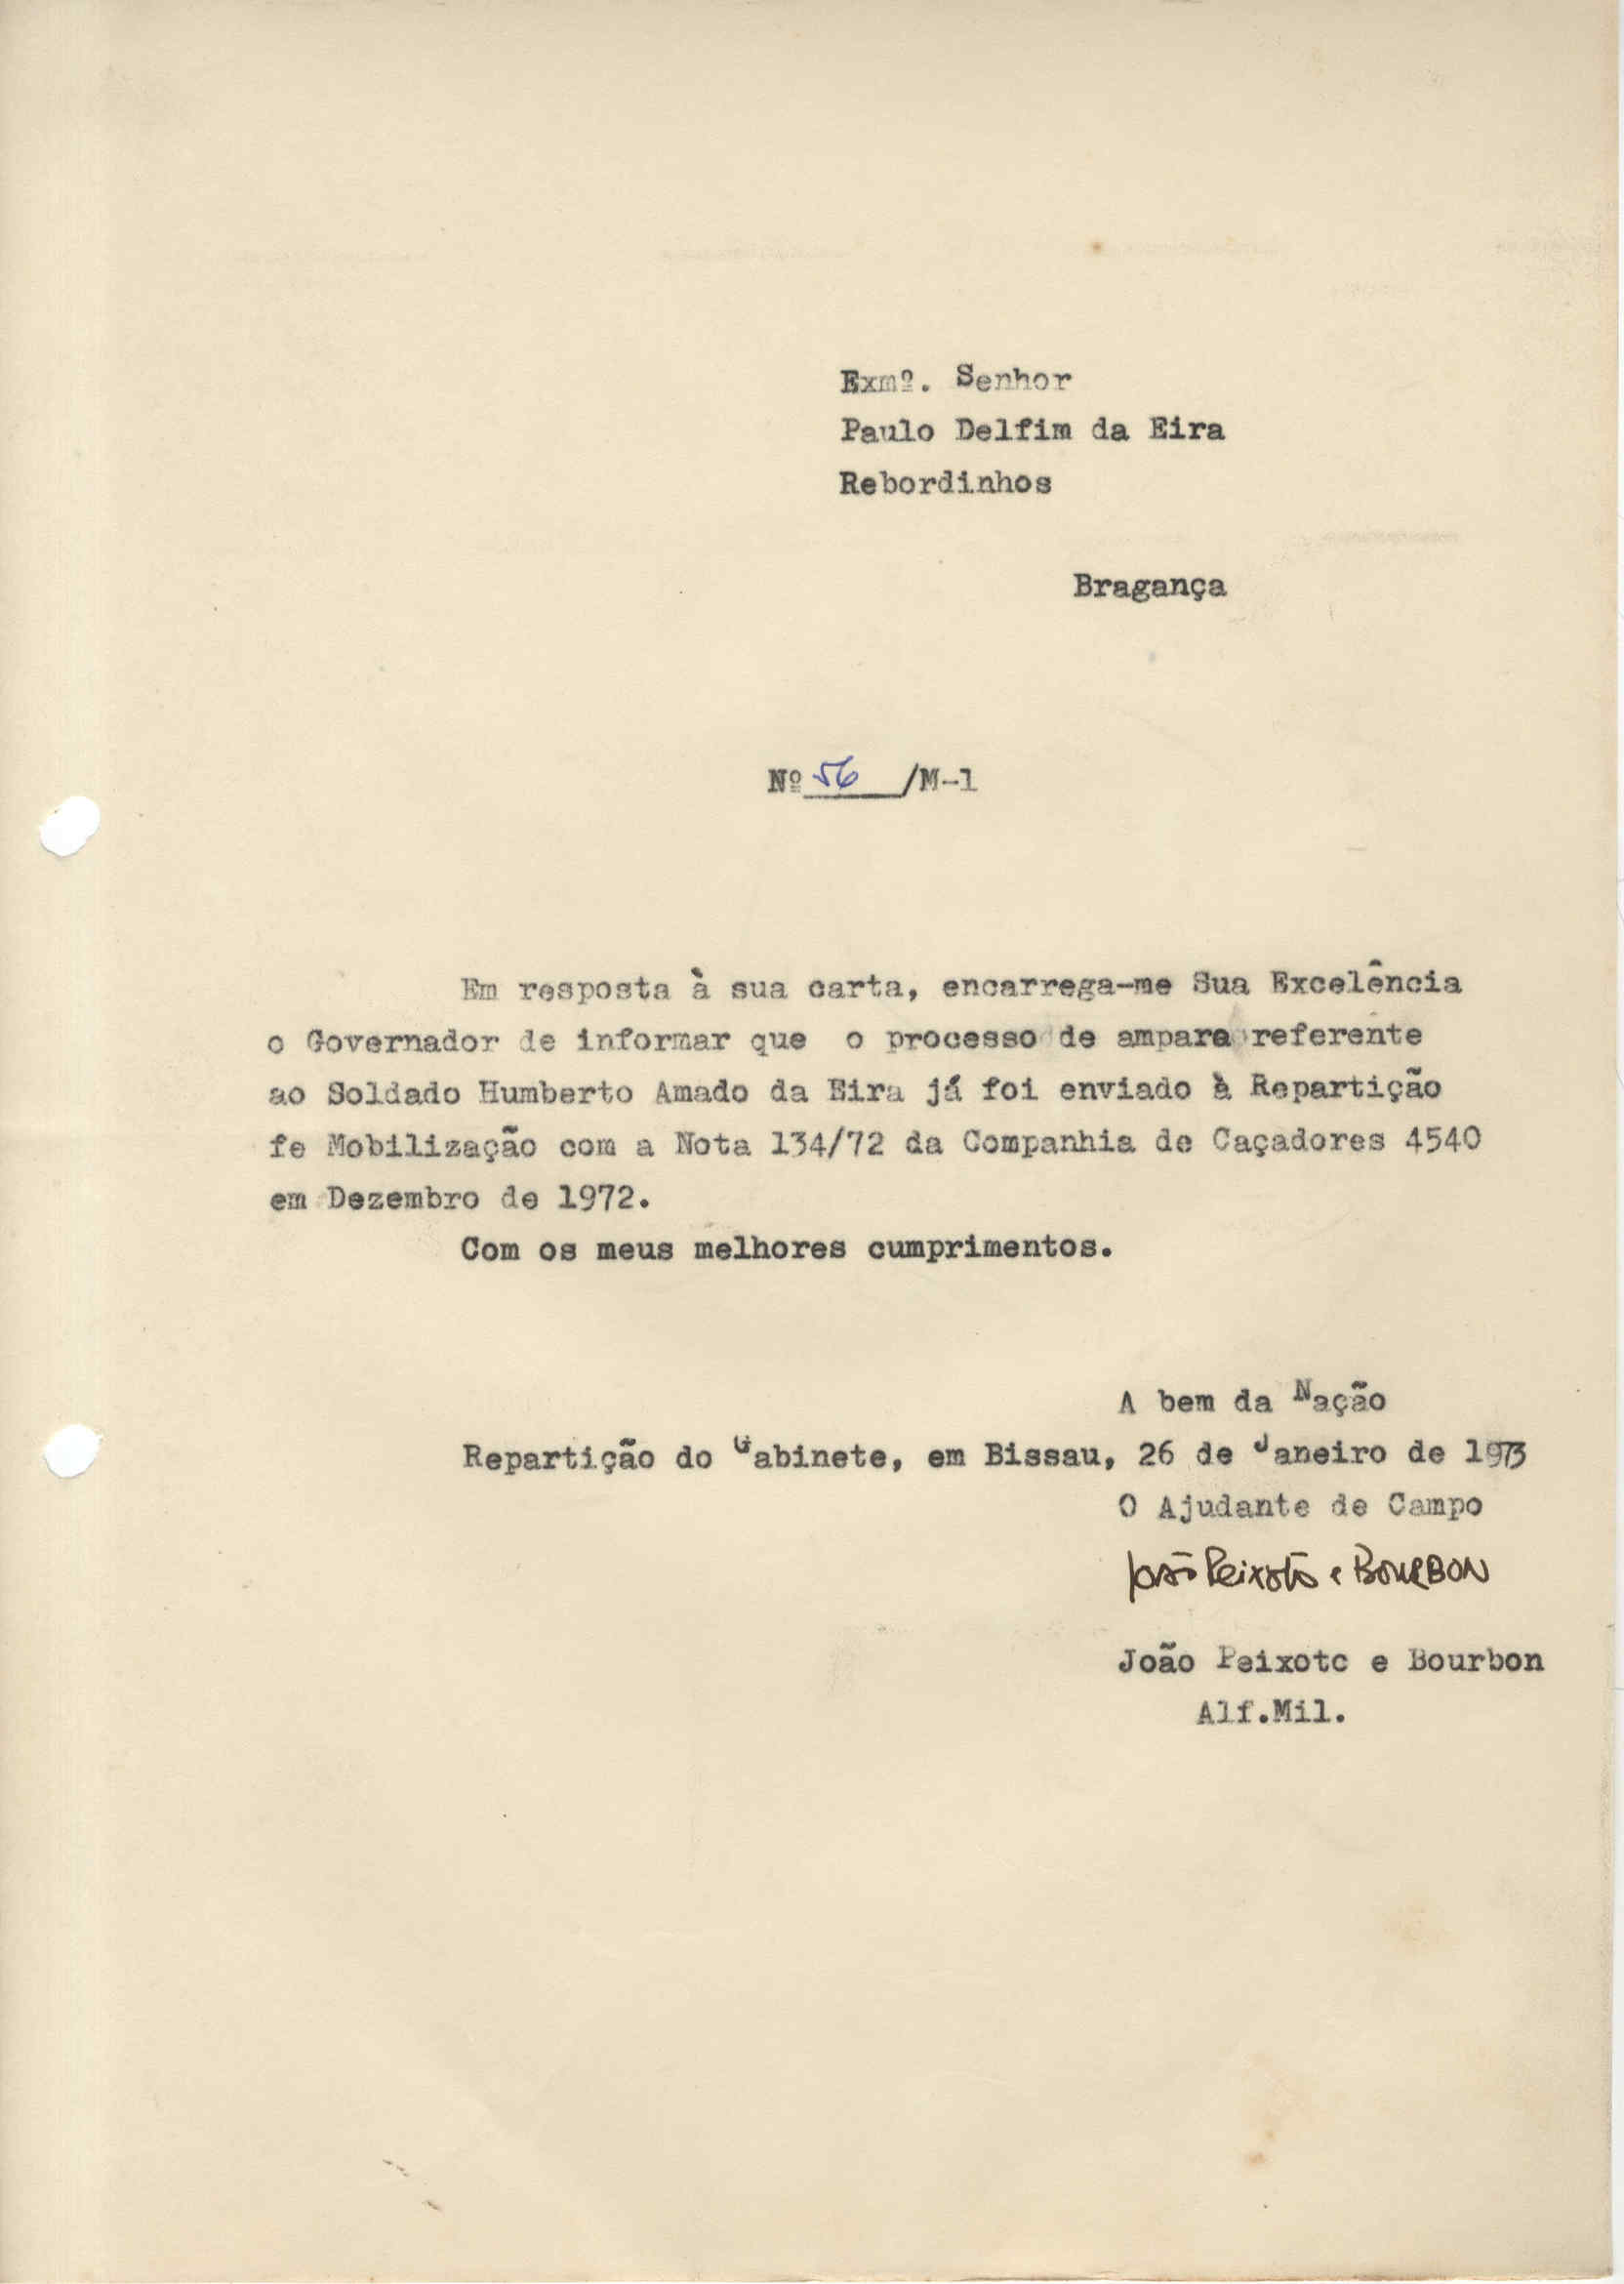 Exmº. Senhor
Paulo Delfim da Eira
Rebordinhos
Bragança
Nº 56 /M-1
Em resposta à sua carta, encarrega-me Sua Excelência
o Governador de informar que o processo de ampara referente
ao Soldado Humberto Amado da Eira já foi enviado à Repartição
fe Mobilização com a Nota 134/72 da Companhia de Caçadores 4540
em Dezembro de 1972.
Com os meus melhores cumprimentos.
A bem da Nação
Repartição do Gabinete, em Bissau, 26 de Janeiro de 1973
O Ajudante de Campo
João Peixoto e BOURBON
João Peixoto e Bourbon
Alf.Mil.